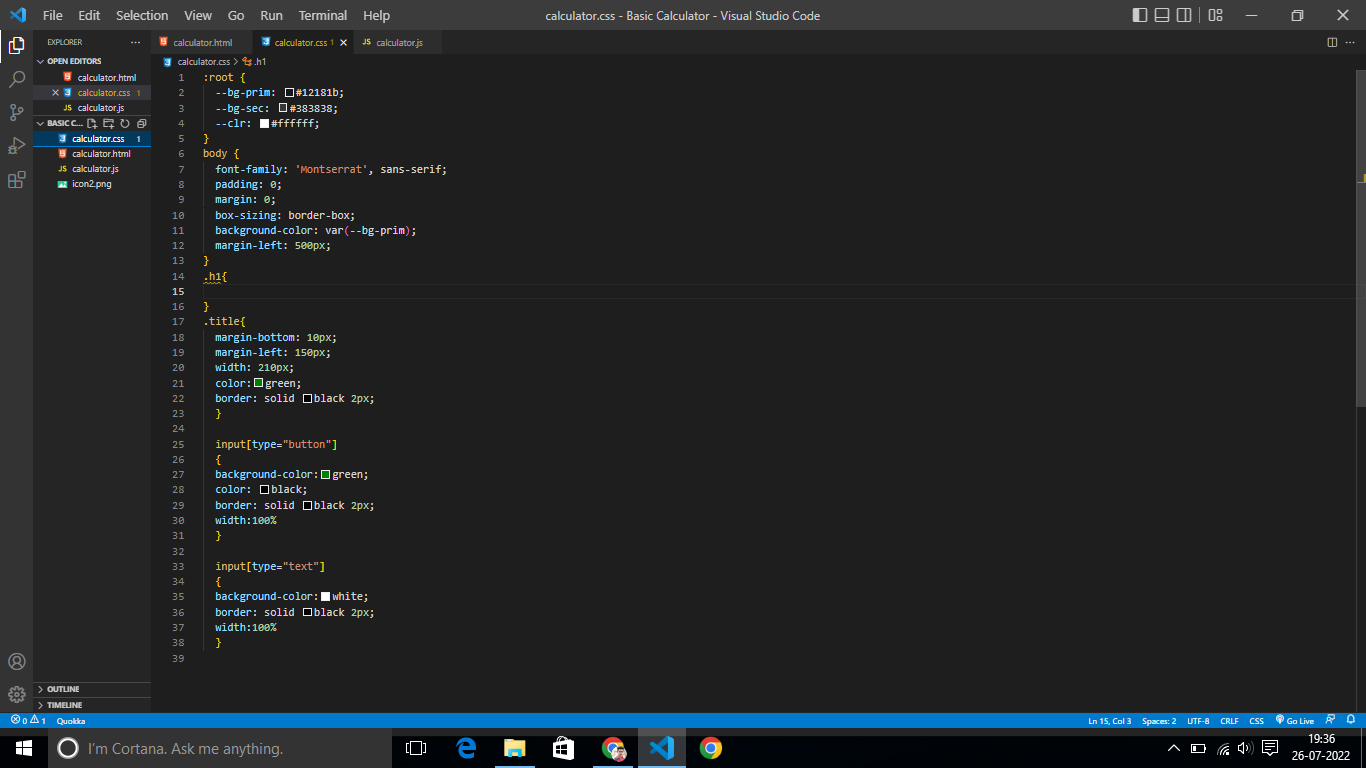 File Edit Selection View Go Run Terminal Help calculator.css - Basic Calculator - Visual Studio Code
EXPLORER ···
calculator.html calculator.css 1 JS calculator.js
OPEN EDITORS
calculator.html
calculator.css 1
JS calculator.js
BASIC C...
calculator.css 1
calculator.html
JS calculator.js
icon2.png
OUTLINE
TIMELINE
calculator.css > .h1
1 :root {
2 --bg-prim: #12181b;
3 --bg-sec: #383838;
4 --clr: #ffffff;
5 }
6 body {
7 font-family: 'Montserrat', sans-serif;
8 padding: 0;
9 margin: 0;
10 box-sizing: border-box;
11 background-color: var(--bg-prim);
12 margin-left: 500px;
13 }
14 .h1{
15
16 }
17 .title{
18 margin-bottom: 10px;
19 margin-left: 150px;
20 width: 210px;
21 color:green;
22 border: solid black 2px;
23 }
24
25 input[type="button"]
26 {
27 background-color:green;
28 color: black;
29 border: solid black 2px;
30 width:100%
31 }
32
33 input[type="text"]
34 {
35 background-color:white;
36 border: solid black 2px;
37 width:100%
38 }
39
0 1 Quokka Ln 15, Col 3 Spaces: 2 UTF-8 CRLF CSS Go Live
I'm Cortana. Ask me anything.
19:36
26-07-2022